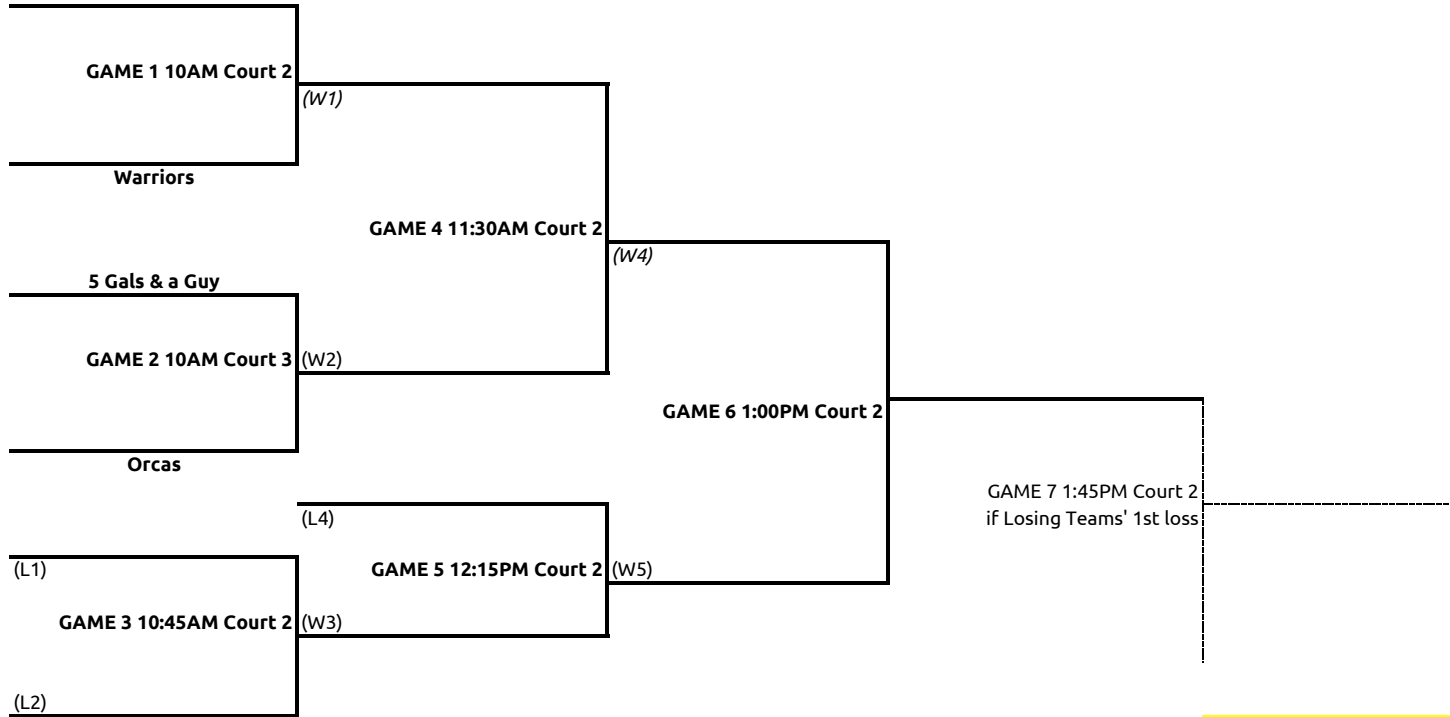 GAME 1 10AM Court 2
(W1)
Warriors
GAME 4 11:30AM Court 2
(W4)
5 Gals & a Guy
GAME 2 10AM Court 3
(W2)
GAME 6 1:00PM Court 2
Orcas
GAME 7 1:45PM Court 2
if Losing Teams' 1st loss
(L4)
(L1)
GAME 5 12:15PM Court 2
(W5)
GAME 3 10:45AM Court 2
(W3)
(L2)